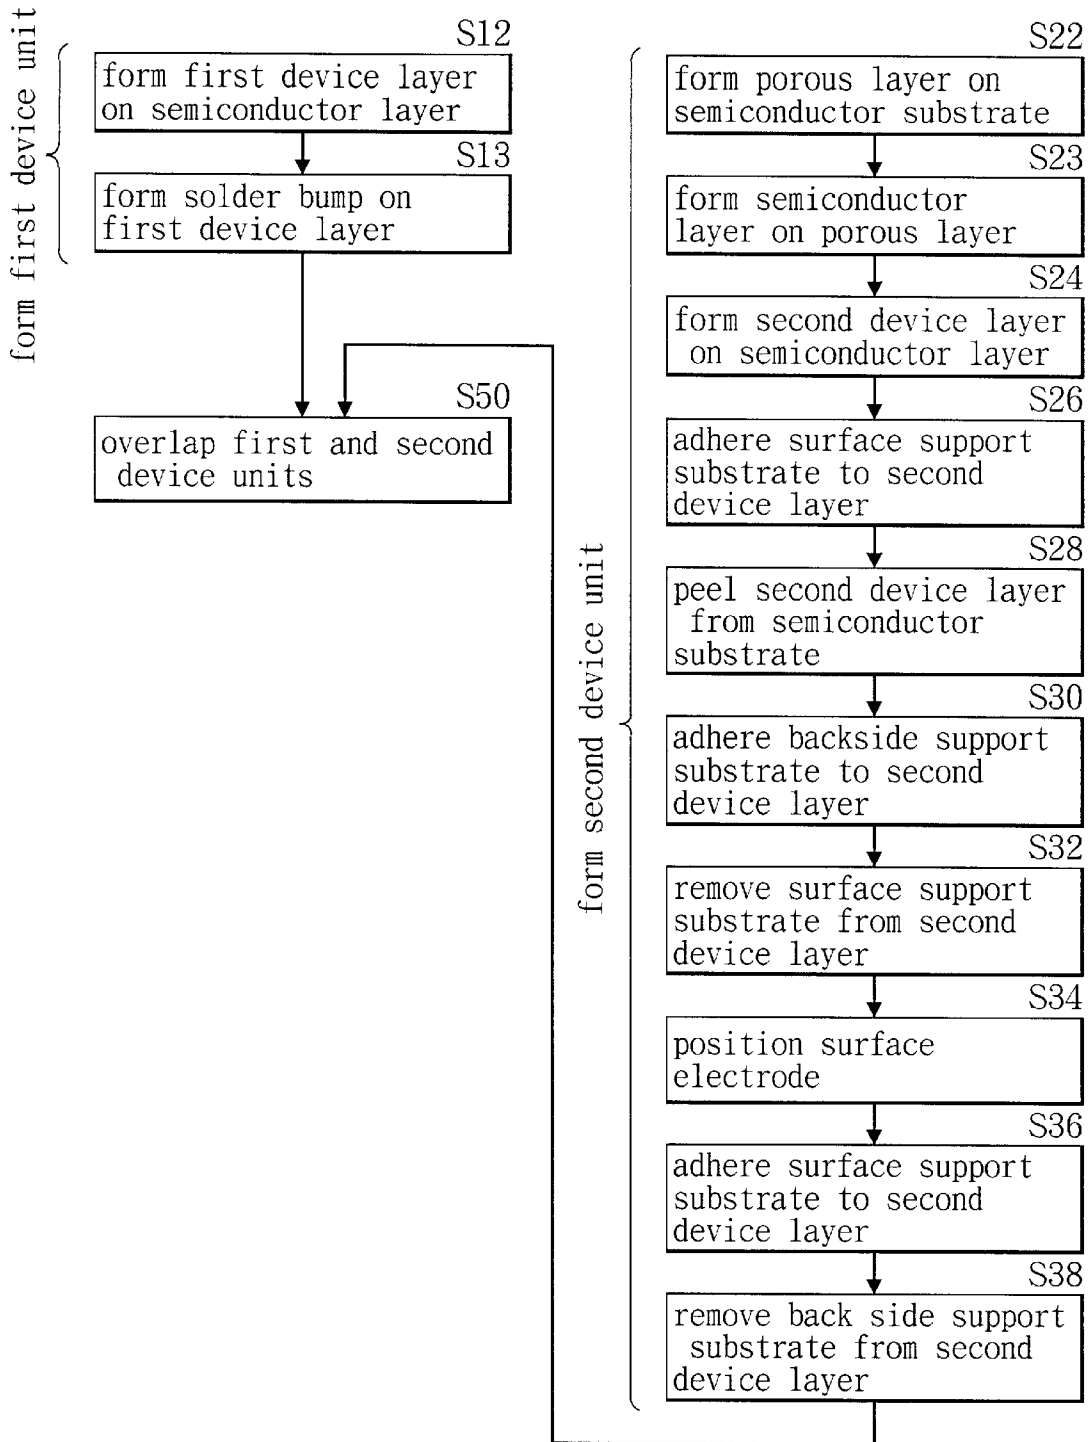 form first device unit
S12
form first device layer
on semiconductor layer
S13
form solder bump on
first device layer
S50
overlap first and second
device units
form second device unit
S22
form porous layer on
semiconductor substrate
S23
form semiconductor
layer on porous layer
S24
form second device layer
on semiconductor layer
S26
adhere surface support
substrate to second
device layer
S28
peel second device layer
from semiconductor
substrate
S30
adhere backside support
substrate to second
device layer
S32
remove surface support
substrate from second
device layer
S34
position surface
electrode
S36
adhere surface support
substrate to second
device layer
S38
remove back side support
substrate from second
device layer